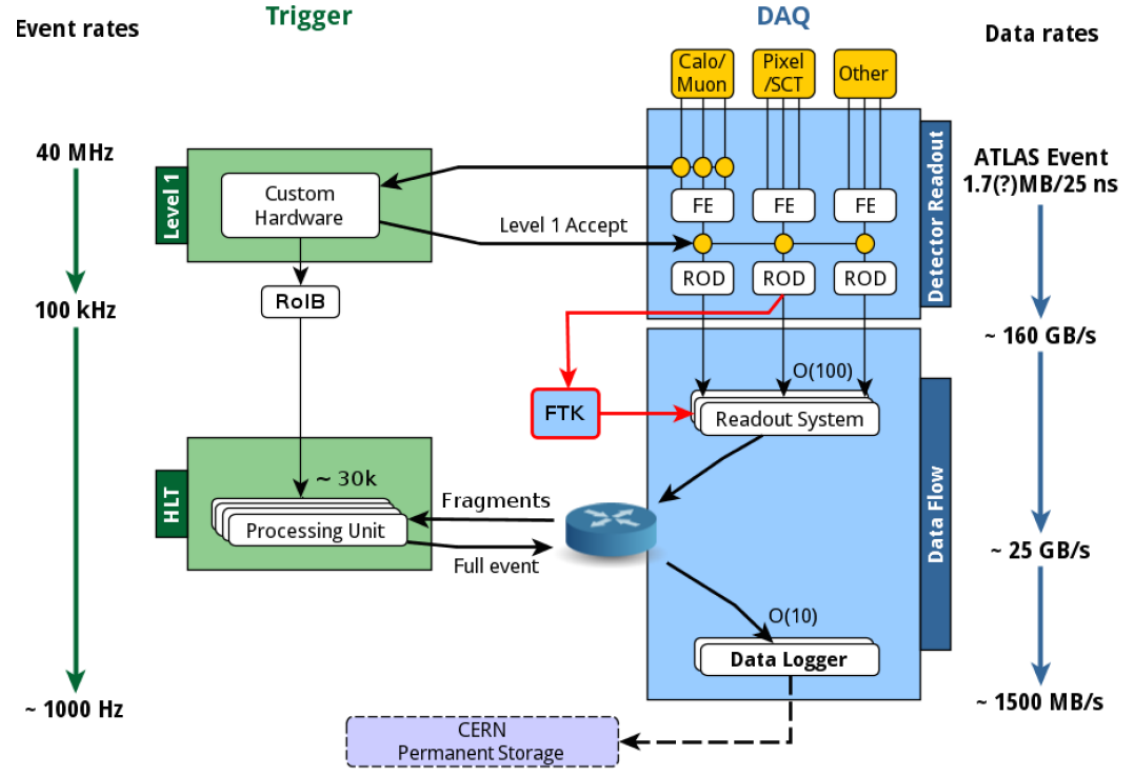 Trigger
DAQ
Event rates
Data rates
Calo/
Muon
Pixel
/SCT
Other
40 MHz
ATLAS Event
1.7(?)MB/25 ns
Level 1
Custom
Hardware
FE
FE
FE
Level 1 Accept
Detector Readout
ROD
ROD
ROD
RoIB
100 kHz
~ 160 GB/s
O(100)
FTK
Readout System
HLT
~ 30k
Processing Unit
Fragments
Full event
Data Flow
~ 25 GB/s
O(10)
Data Logger
~ 1000 Hz
~ 1500 MB/s
CERN
Permanent Storage